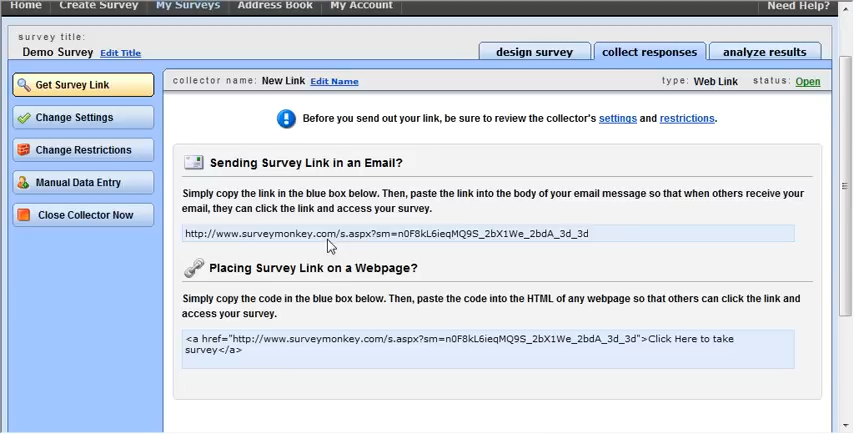 Home Create Survey My Surveys Address Book My Account Need Help?
survey title:
Demo Survey Edit Title
design survey collect responses analyze results
Get Survey Link
Change Settings
Change Restrictions
Manual Data Entry
Close Collector Now
collector name: New Link Edit Name type: Web Link status: Open
Before you send out your link, be sure to review the collector's settings and restrictions.
Sending Survey Link in an Email?
Simply copy the link in the blue box below. Then, paste the link into the body of your email message so that when others receive your
email, they can click the link and access your survey.
http://www.surveymonkey.com/s.aspx?sm=n0F8kL6ieqMQ9S_2bX1We_2bdA_3d_3d
Placing Survey Link on a Webpage?
Simply copy the code in the blue box below. Then, paste the code into the HTML of any webpage so that others can click the link and
access your survey.
<a href="http://www.surveymonkey.com/s.aspx?sm=n0F8kL6ieqMQ9S_2bX1We_2bdA_3d_3d">Click Here to take
survey</a>